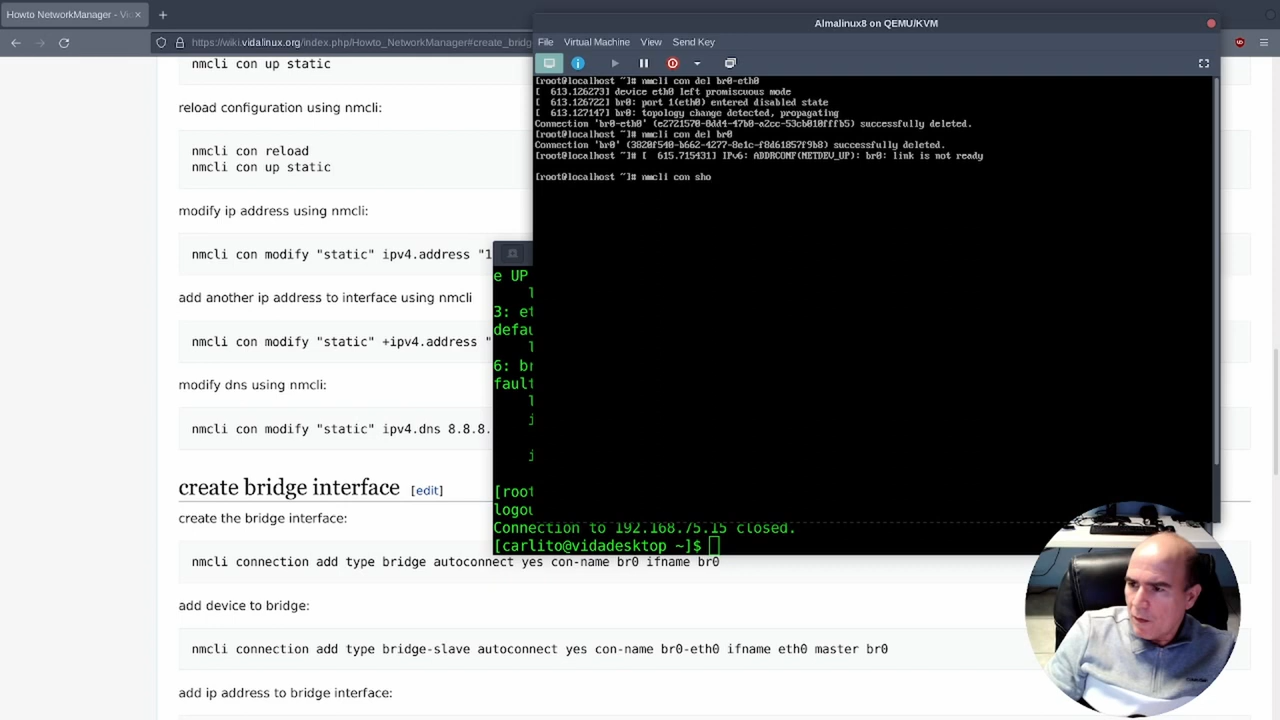 Howto NetworkManager - Vi
https://wiki.vidalinux.org/index.php/Howto_NetworkManager#create_bridg
nmcli con up static
reload configuration using nmcli:
nmcli con reload
nmcli con up static
modify ip address using nmcli:
nmcli con modify "static" ipv4.address "1
add another ip address to interface using nmcli
nmcli con modify "static" +ipv4.address "
modify dns using nmcli:
nmcli con modify "static" ipv4.dns 8.8.8.
create bridge interface [edit]
create the bridge interface:
nmcli connection add type bridge autoconnect yes con-name br0 ifname br0
add device to bridge:
nmcli connection add type bridge-slave autoconnect yes con-name br0-eth0 ifname eth0 master br0
add ip address to bridge interface:
Almalinux8 on QEMU/KVM
File Virtual Machine View Send Key
[root@localhost ~]# nmcli con del br0-eth0
[  613.126273] device eth0 left promiscuous mode
[  613.126722] br0: port 1(eth0) entered disabled state
[  613.127147] br0: topology change detected, propagating
Connection 'br0-eth0' (e2721570-8dd4-47b0-a2cc-53cb010fffb5) successfully deleted.
[root@localhost ~]# nmcli con del br0
Connection 'br0' (3820f540-b662-4277-8e1c-f8d61857f9b8) successfully deleted.
[root@localhost ~]# [  615.715431] IPv6: ADDRCONF(NETDEV_UP): br0: link is not ready
[root@localhost ~]# nmcli con sho
e UP
l
3: et
defau
l
6: br
fault
l
i
i
[root
logou
Connection to 192.168.75.15 closed.
[carlito@vidadesktop ~]$